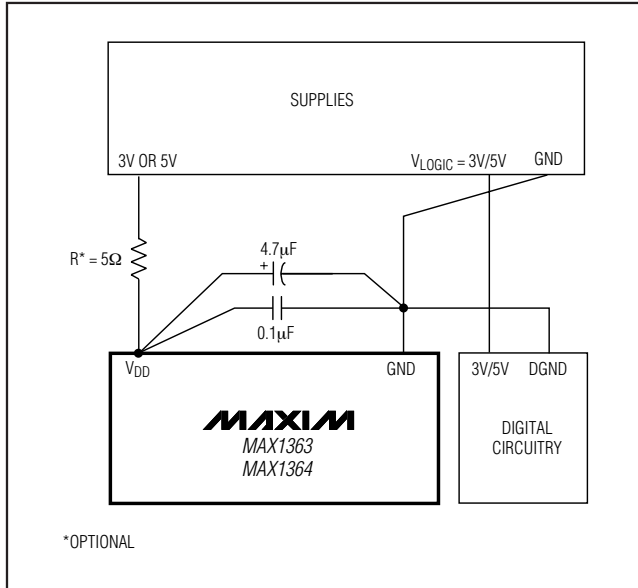 SUPPLIES
3V OR 5V
VLOGIC = 3V/5V
GND
R* = 5Ω
4.7μF
+
0.1μF
VDD
GND
3V/5V
DGND
MAXIM
MAX1363
MAX1364
DIGITAL
CIRCUITRY
*OPTIONAL